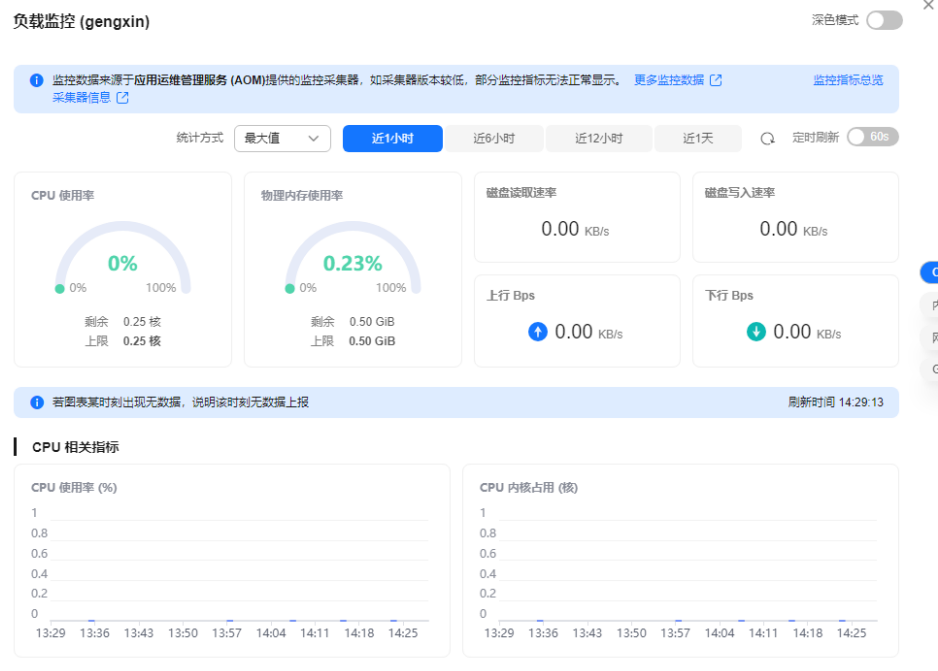 负载监控 (gengxin)
深色模式
监控数据来源于应用运维管理服务 (AOM)提供的监控采集器，如采集器版本较低，部分监控指标无法正常显示。 更多监控数据 监控指标总览
采集器信息
统计方式 最大值 近1小时 近6小时 近12小时 近1天 定时刷新 60s
CPU 使用率
0%
0% 100%
剩余 0.25 核
上限 0.25 核
物理内存使用率
0.23%
0% 100%
剩余 0.50 GiB
上限 0.50 GiB
磁盘读取速率
0.00 KB/s
磁盘写入速率
0.00 KB/s
上行 Bps
0.00 KB/s
下行 Bps
0.00 KB/s
若图表某时刻出现无数据，说明该时刻无数据上报 刷新时间 14:29:13
CPU 相关指标
CPU 使用率 (%)
1
0.8
0.6
0.4
0.2
0
13:29 13:36 13:43 13:50 13:57 14:04 14:11 14:18 14:25
CPU 内核占用 (核)
1
0.8
0.6
0.4
0.2
0
13:29 13:36 13:43 13:50 13:57 14:04 14:11 14:18 14:25